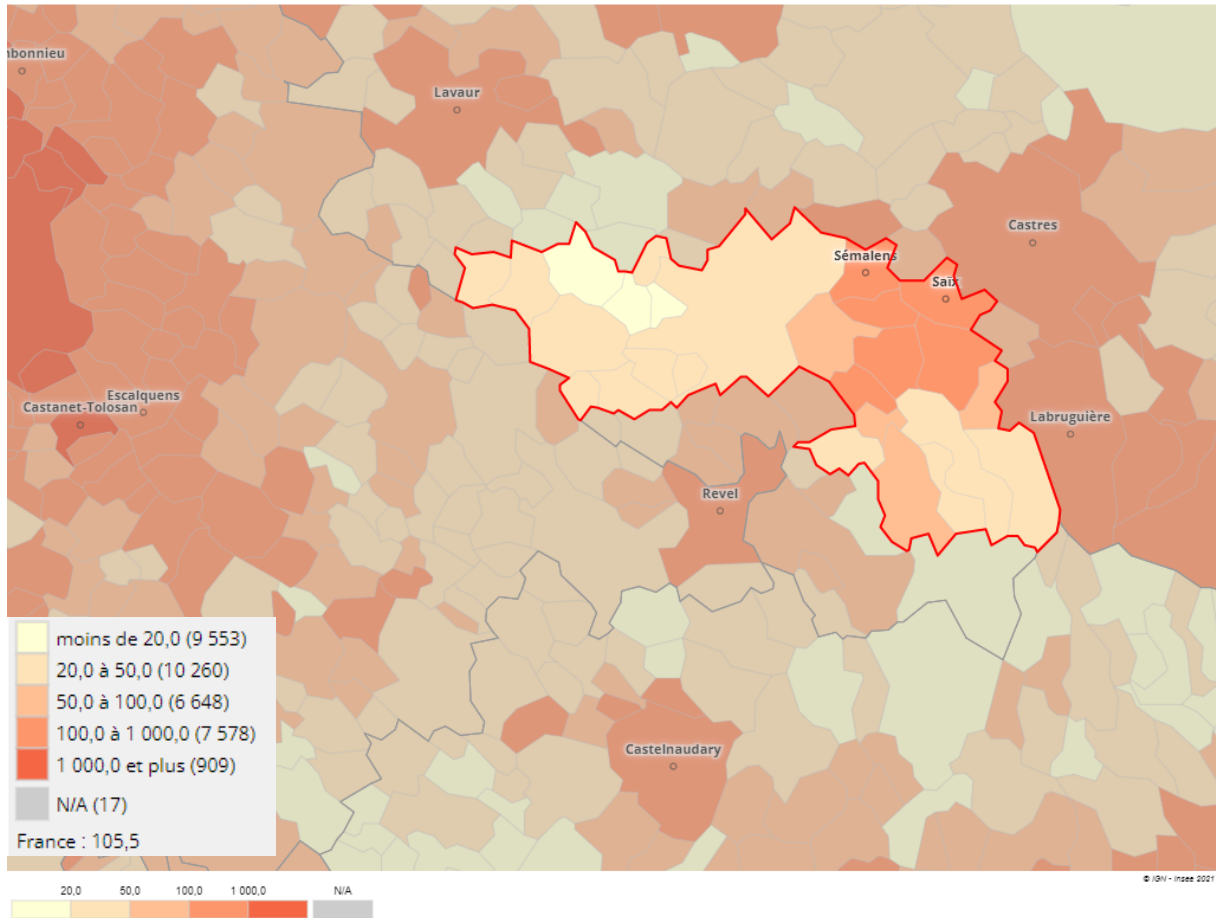 nbonnieu
Lavaur
Castres
Sémalens
Saïx
Escalquens
Castanet-Tolosan
Labruguière
Revel
Castelnaudary
moins de 20,0 (9 553)
20,0 à 50,0 (10 260)
50,0 à 100,0 (6 648)
100,0 à 1 000,0 (7 578)
1 000,0 et plus (909)
N/A (17)
France : 105,5
© IGN - Insee 2021
20,0 50,0 100,0 1 000,0 N/A